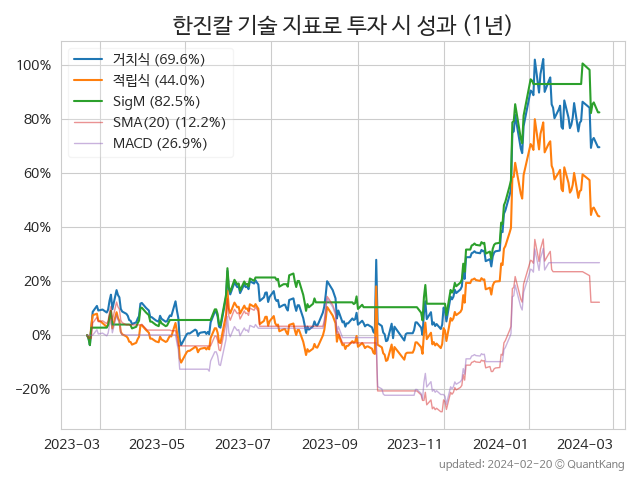 한진칼 기술 지표로 투자 시 성과 (1년)
거치식 (69.6%)
적립식 (44.0%)
SigM (82.5%)
SMA(20) (12.2%)
MACD (26.9%)
100%
80%
60%
40%
20%
0%
−20%
2023-03 2023-05 2023-07 2023-09 2023-11 2024-01 2024-03
updated: 2024-02-20 © QuantKang